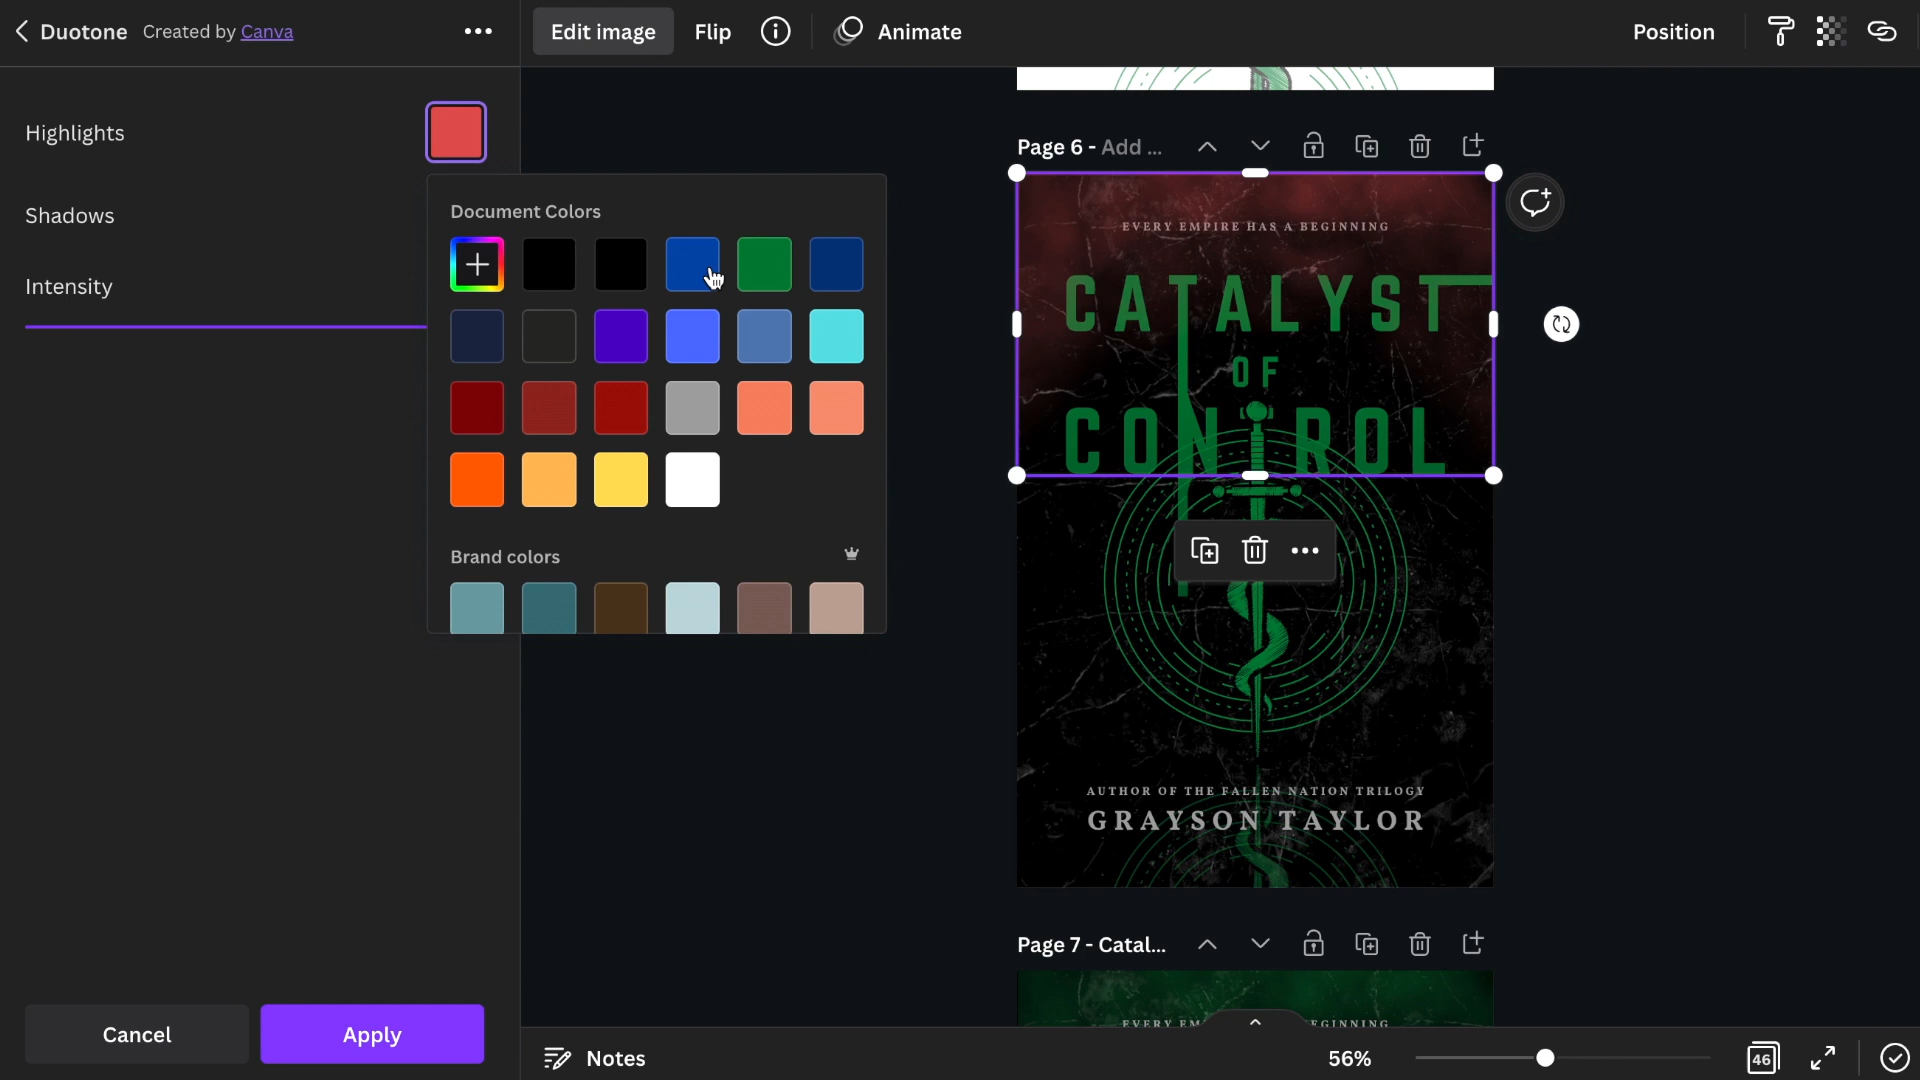 Duotone Created by Canva
Edit image
Flip
Animate
Position
Highlights
Shadows
Intensity
Document Colors
Brand colors
Cancel
Apply
Page 6 - Add ...
EVERY EMPIRE HAS A BEGINNING
CATALYST
OF
CONTROL
AUTHOR OF THE FALLEN NATION TRILOGY
GRAYSON TAYLOR
Page 7 - Catal...
Notes
56%
46